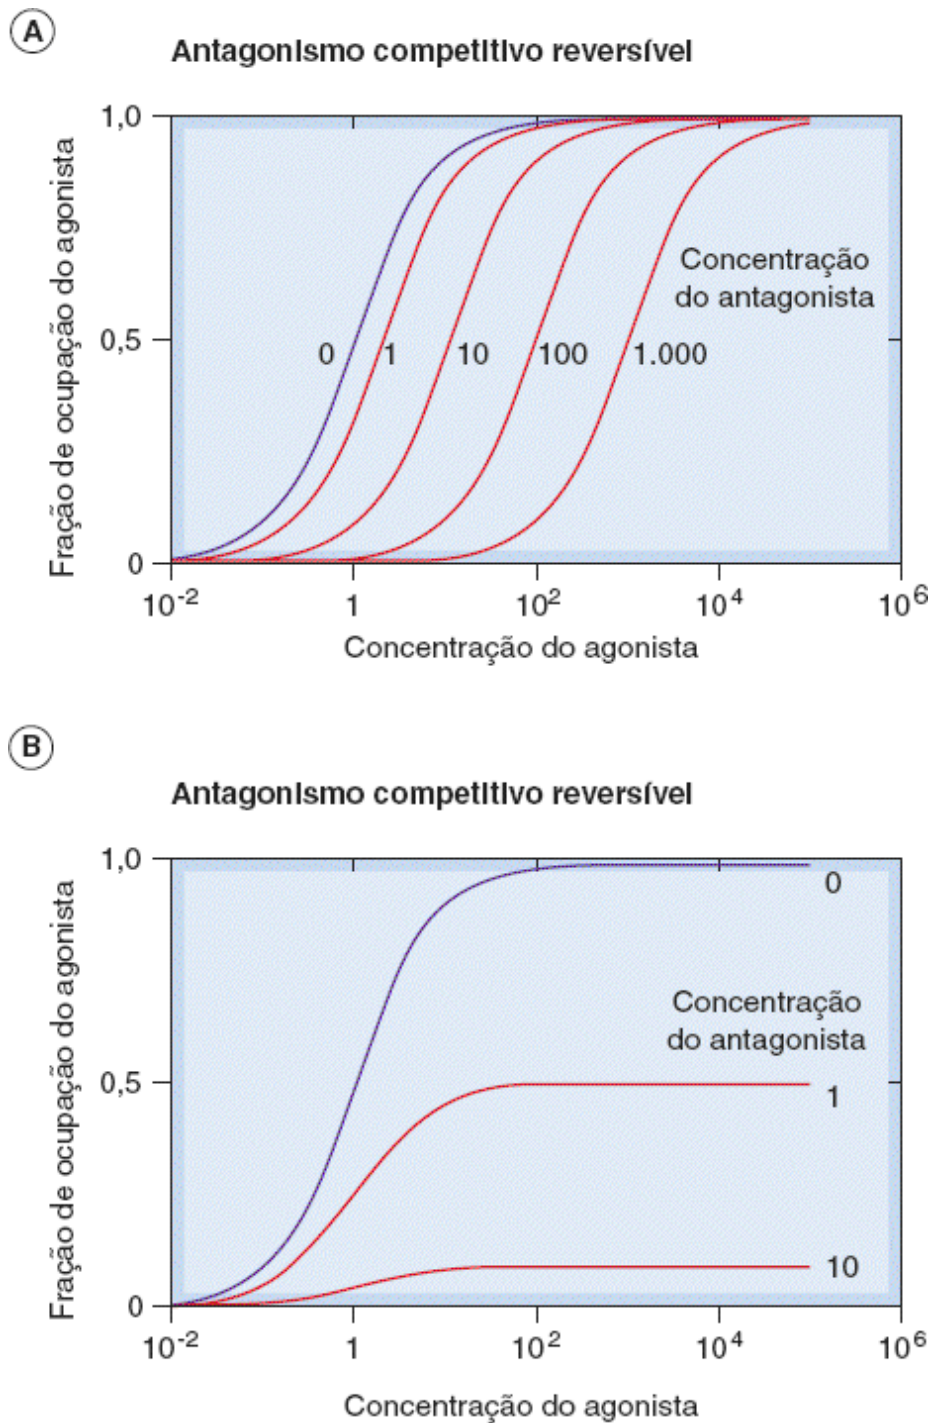 A
Antagonismo competitivo reversível
Fração de ocupação do agonista
1,0
0,5
0
Concentração
do antagonista
0 1 10 100 1.000
10-2 1 102 104 106
Concentração do agonista
B
Antagonismo competitivo reversível
Fração de ocupação do agonista
1,0
0,5
0
0
Concentração
do antagonista
1
10
10-2 1 102 104 106
Concentração do agonista